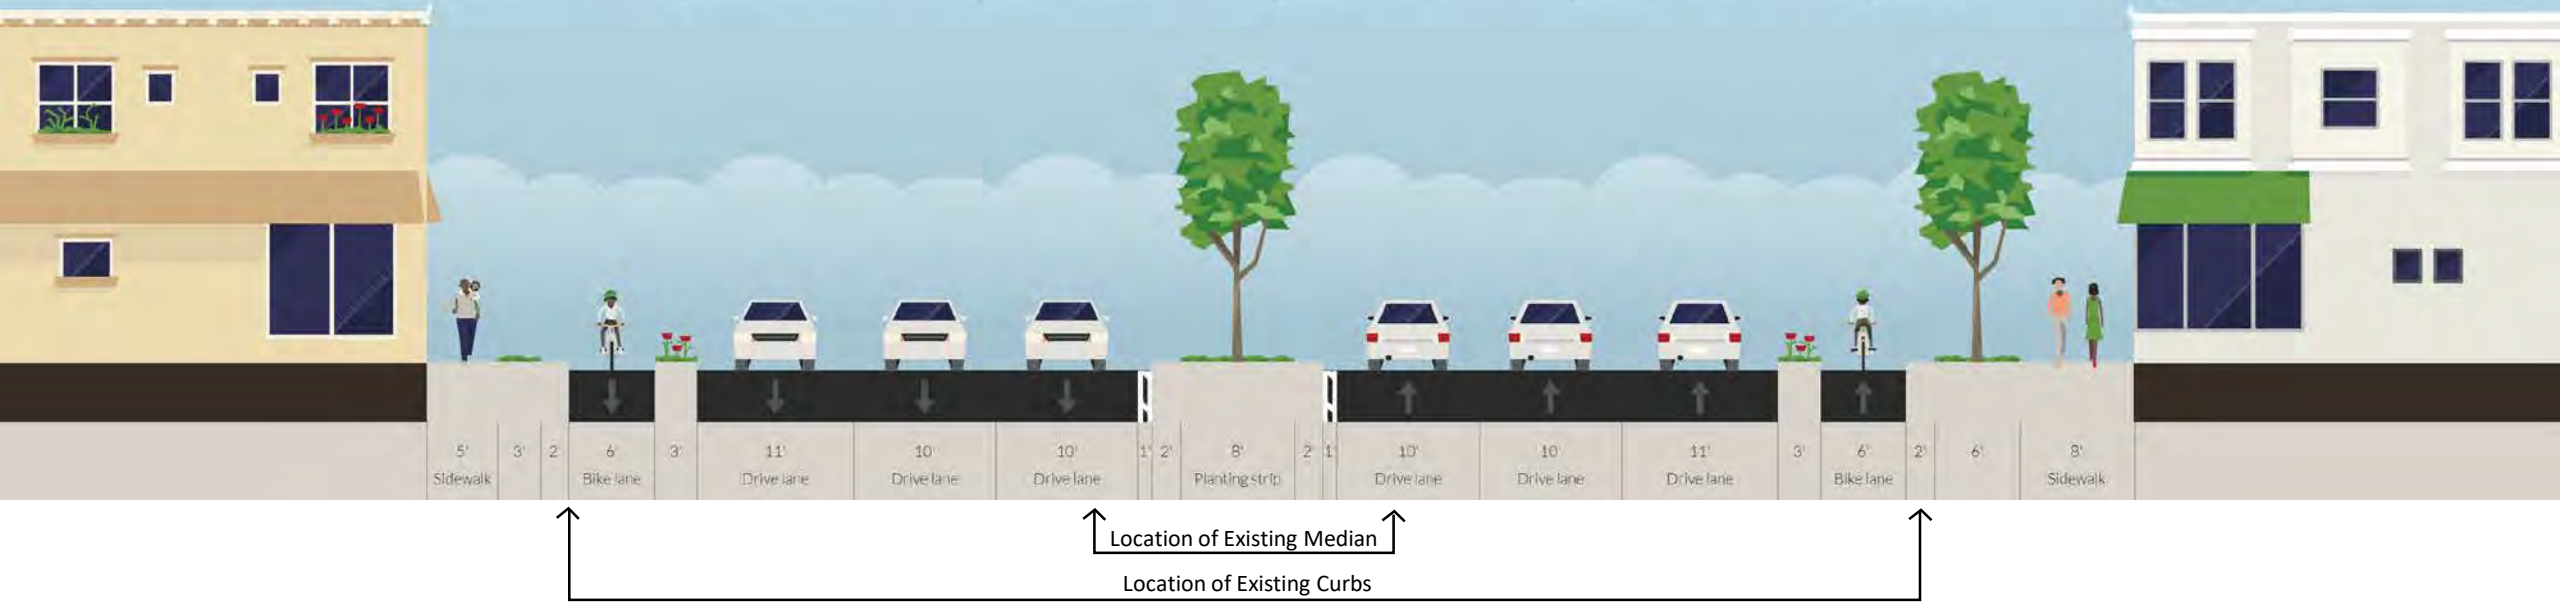 5' 3' 2 6' 3' 11' 10' 10' 1' 2' 8' 2' 1' 10' 10 11' 3' 6' 2' 6' 8'
Sidewalk Bike lane Drive lane Drive lane Drive lane Planting strip Drive lane Drive lane Drive lane Bike lane Sidewalk
Location of Existing Median
Location of Existing Curbs